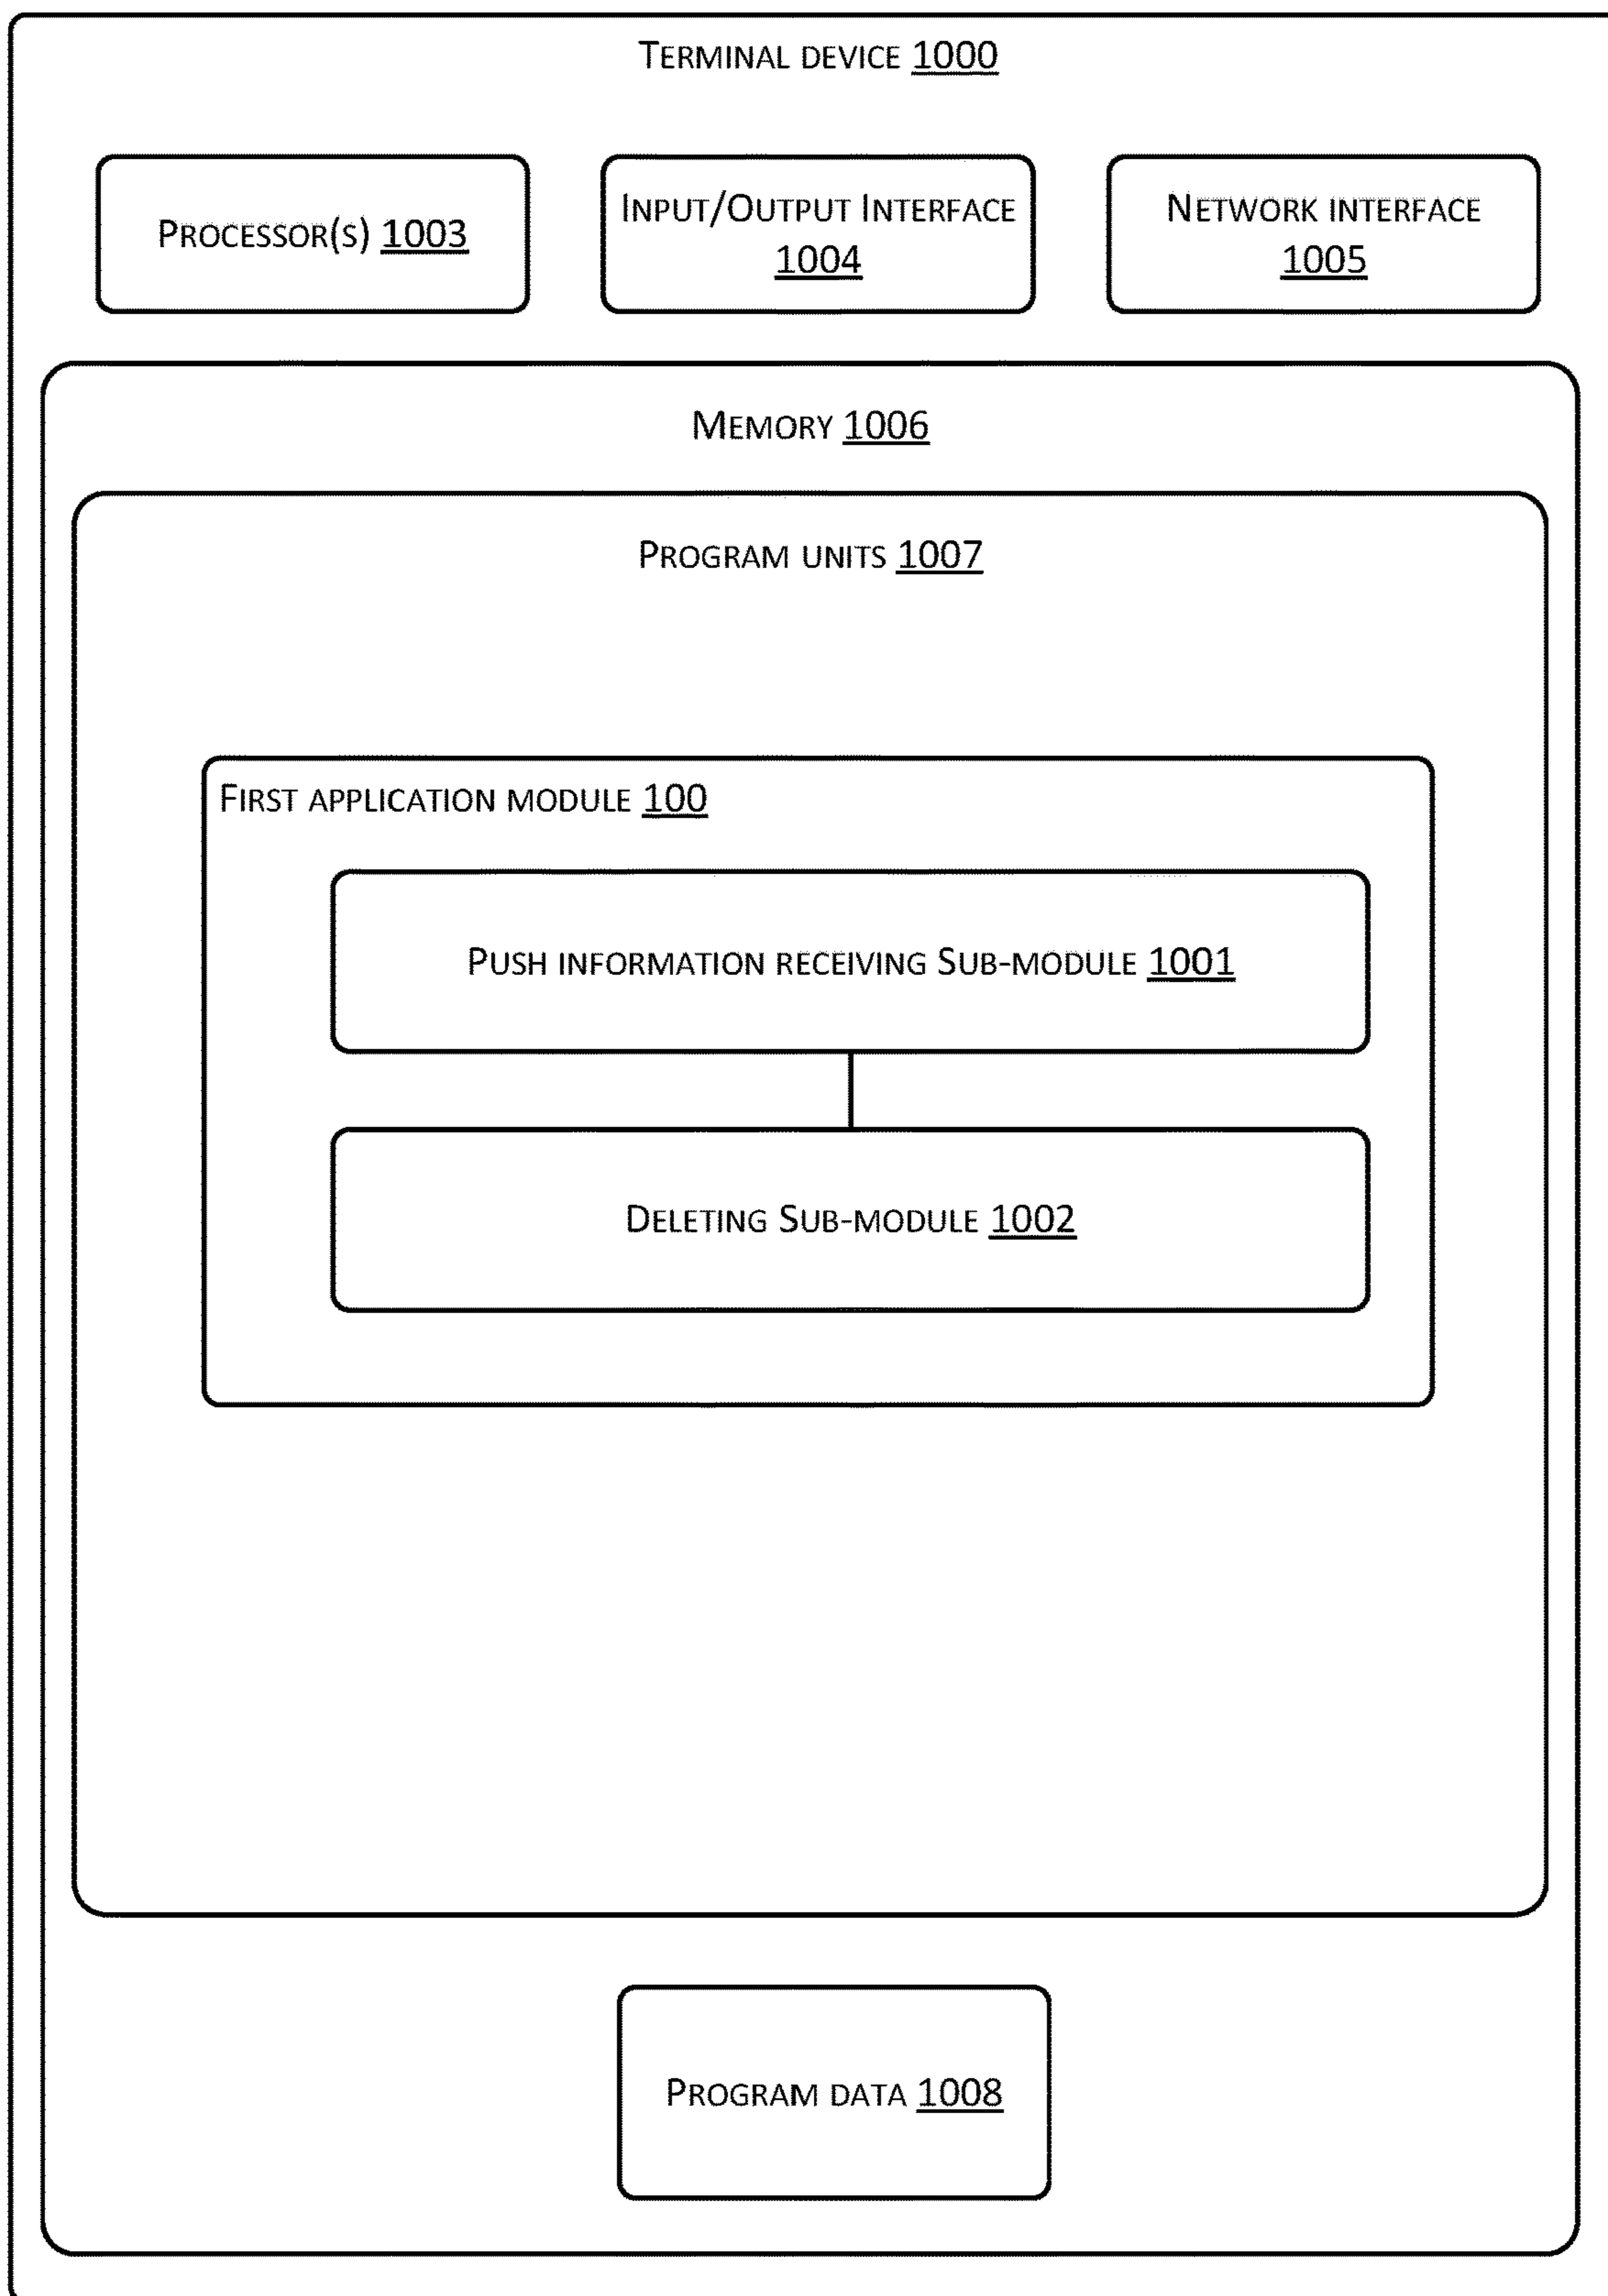 Terminal device 1000
Processor(s) 1003
Input/Output Interface
1004
Network interface
1005
Memory 1006
Program units 1007
First application module 100
Push information receiving Sub-module 1001
Deleting Sub-module 1002
Program data 1008